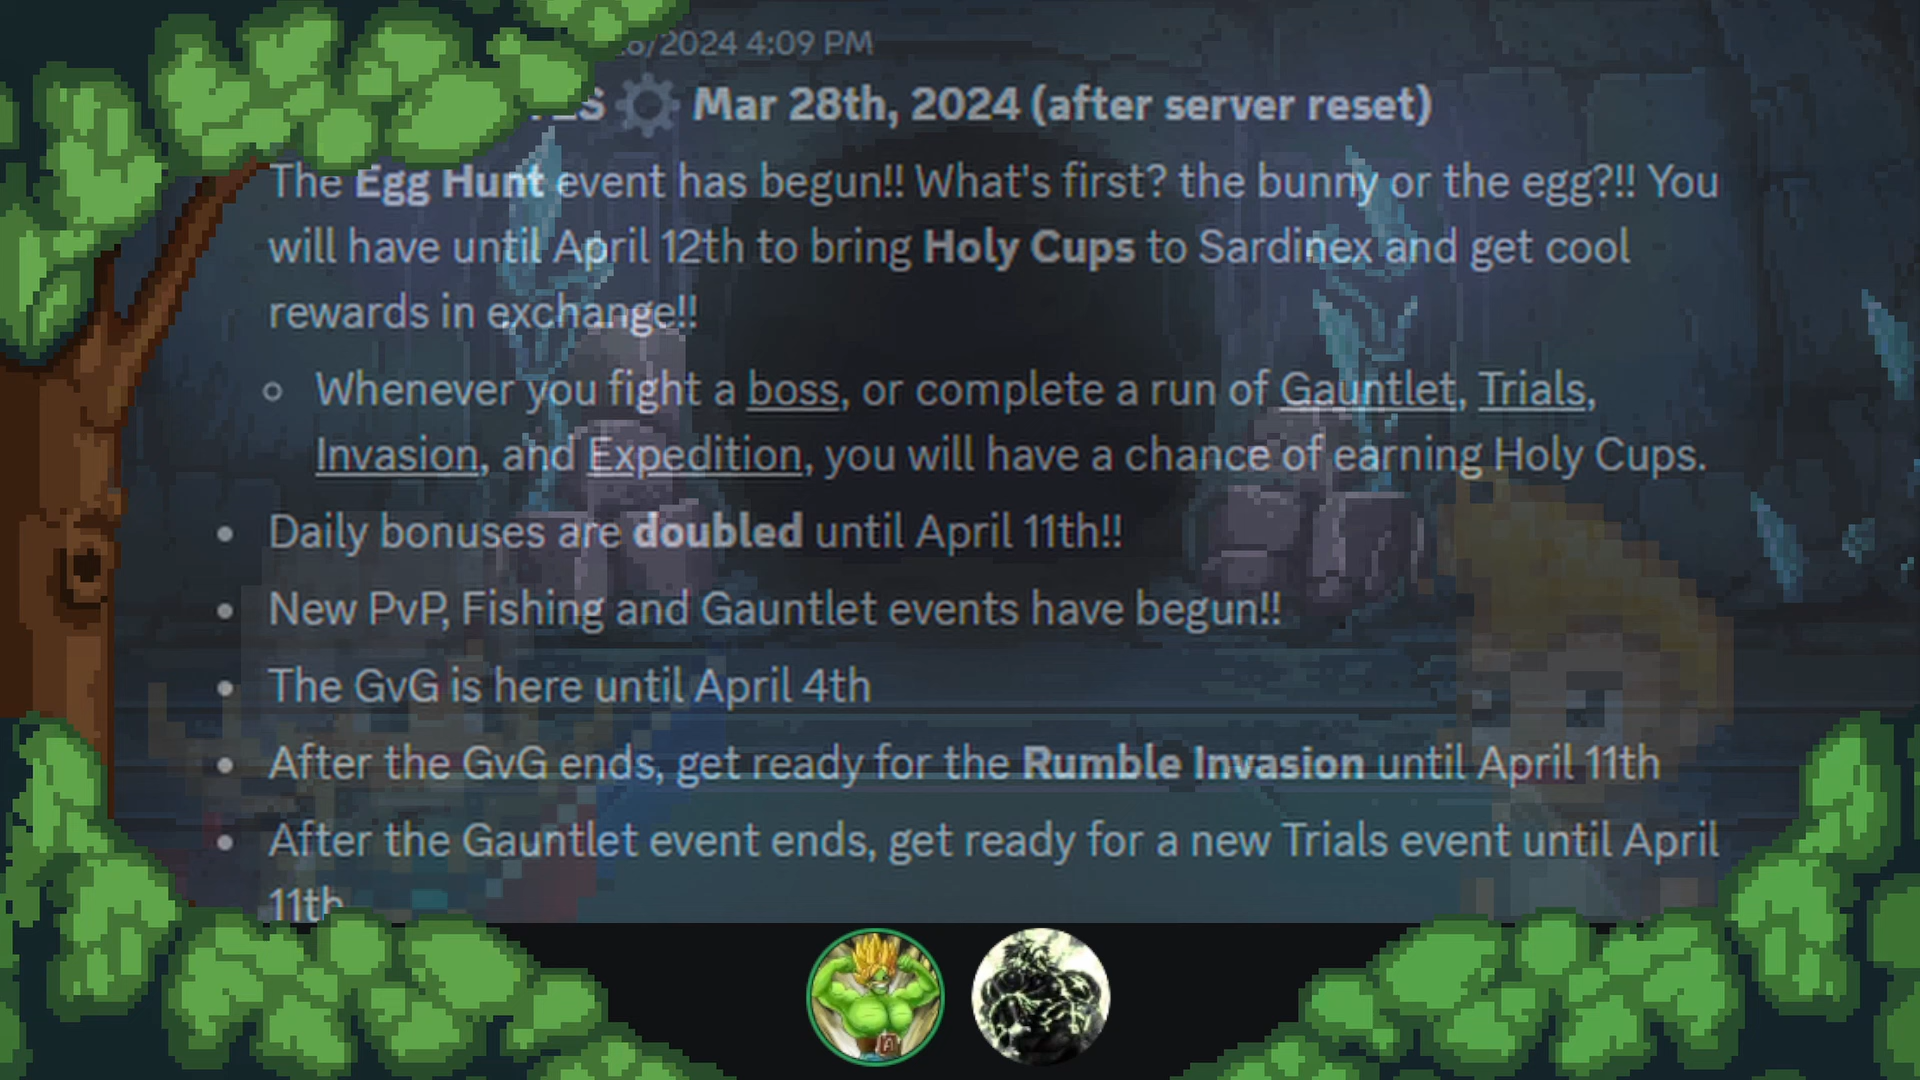 /2024 4:09 PM
Mar 28th, 2024 (after server reset)
The Egg Hunt event has begun!! What's first? the bunny or the egg?!! You
will have until April 12th to bring Holy Cups to Sardinex and get cool
rewards in exchange!!
Whenever you fight a boss, or complete a run of Gauntlet, Trials,
Invasion, and Expedition, you will have a chance of earning Holy Cups.
Daily bonuses are doubled until April 11th!!
New PvP, Fishing and Gauntlet events have begun!!
The GvG is here until April 4th
After the GvG ends, get ready for the Rumble Invasion until April 11th
After the Gauntlet event ends, get ready for a new Trials event until April
11th